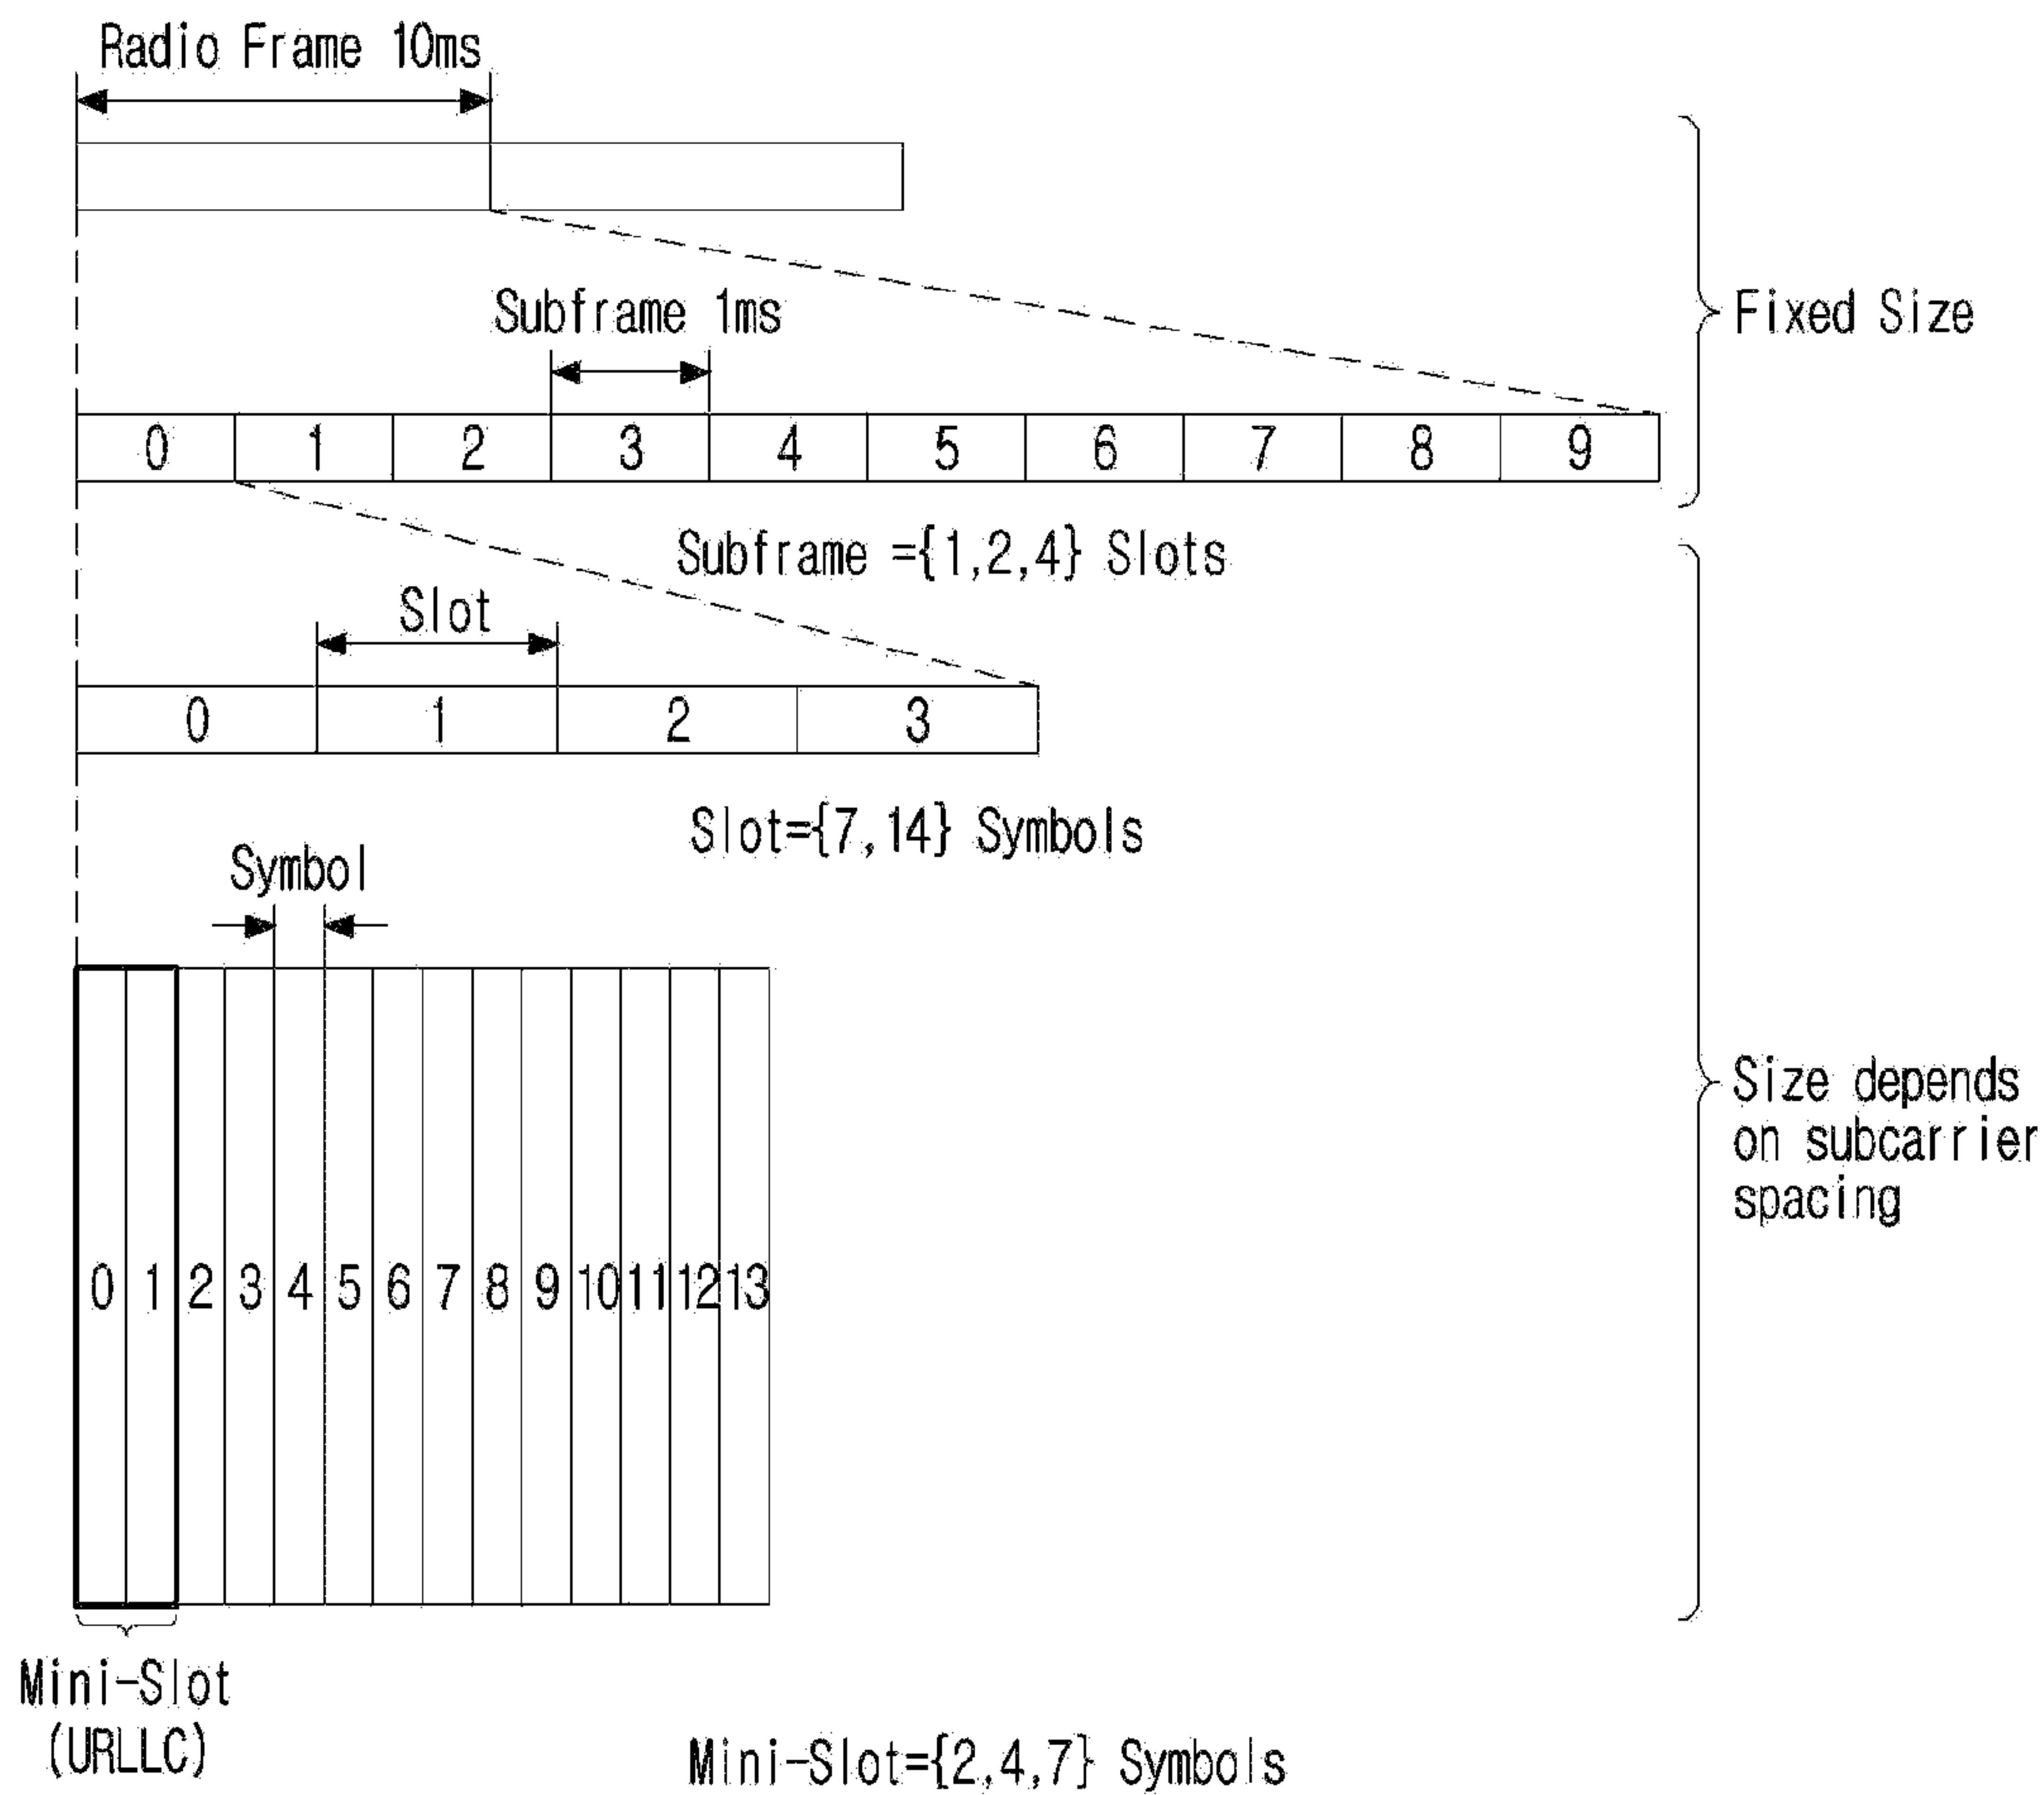 Radio Frame 10ms
Subframe 1ms
Fixed Size
0 1 2 3 4 5 6 7 8 9
Subframe ={1,2,4} Slots
Slot
0 1 2 3
Slot={7,14} Symbols
Symbol
Size depends
on subcarrier
spacing
0 1 2 3 4 5 6 7 8 9 10 11 12 13
Mini-Slot
(URLLC)
Mini-Slot={2,4,7} Symbols